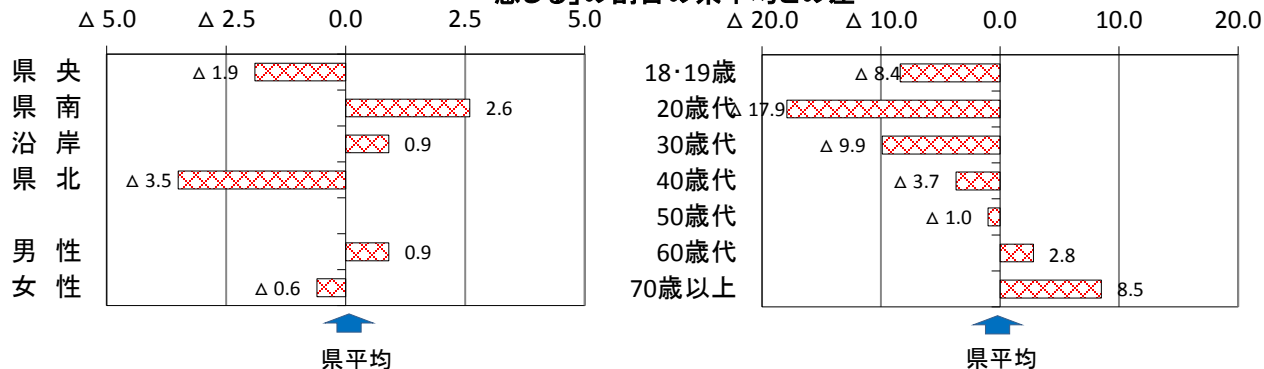 感じる」の割合の県平均との差
△ 5.0 △ 2.5 0.0 2.5 5.0
県 央 △ 1.9
県 南 2.6
沿 岸 0.9
県 北 △ 3.5
男 性 0.9
女 性 △ 0.6
県平均
△ 20.0 △ 10.0 0.0 10.0 20.0
18･19歳 △ 8.4
20歳代 △ 17.9
30歳代 △ 9.9
40歳代 △ 3.7
50歳代 △ 1.0
60歳代 2.8
70歳以上 8.5
県平均